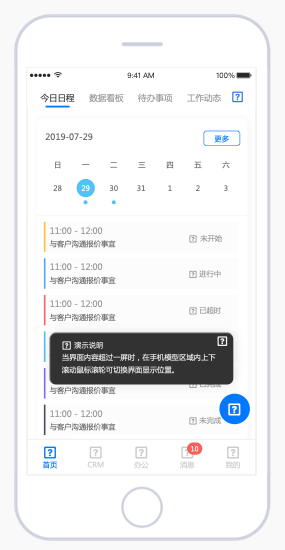 9:41 AM 100%
今日日程 数据看板 待办事项 工作动态
2019-07-29 更多
日 一 二 三 四 五 六
28 29 30 31 1 2 3
11:00 - 12:00
与客户沟通报价事宜 未开始
11:00 - 12:00
与客户沟通报价事宜 进行中
11:00 - 12:00
与客户沟通报价事宜 已超时
演示说明
当界面内容超过一屏时，在手机模型区域内上下
滚动鼠标滚轮可切换界面显示位置。
与客户沟通报价事宜
11:00 - 12:00
与客户沟通报价事宜 未完成
10
首页 CRM 办公 消息 我的